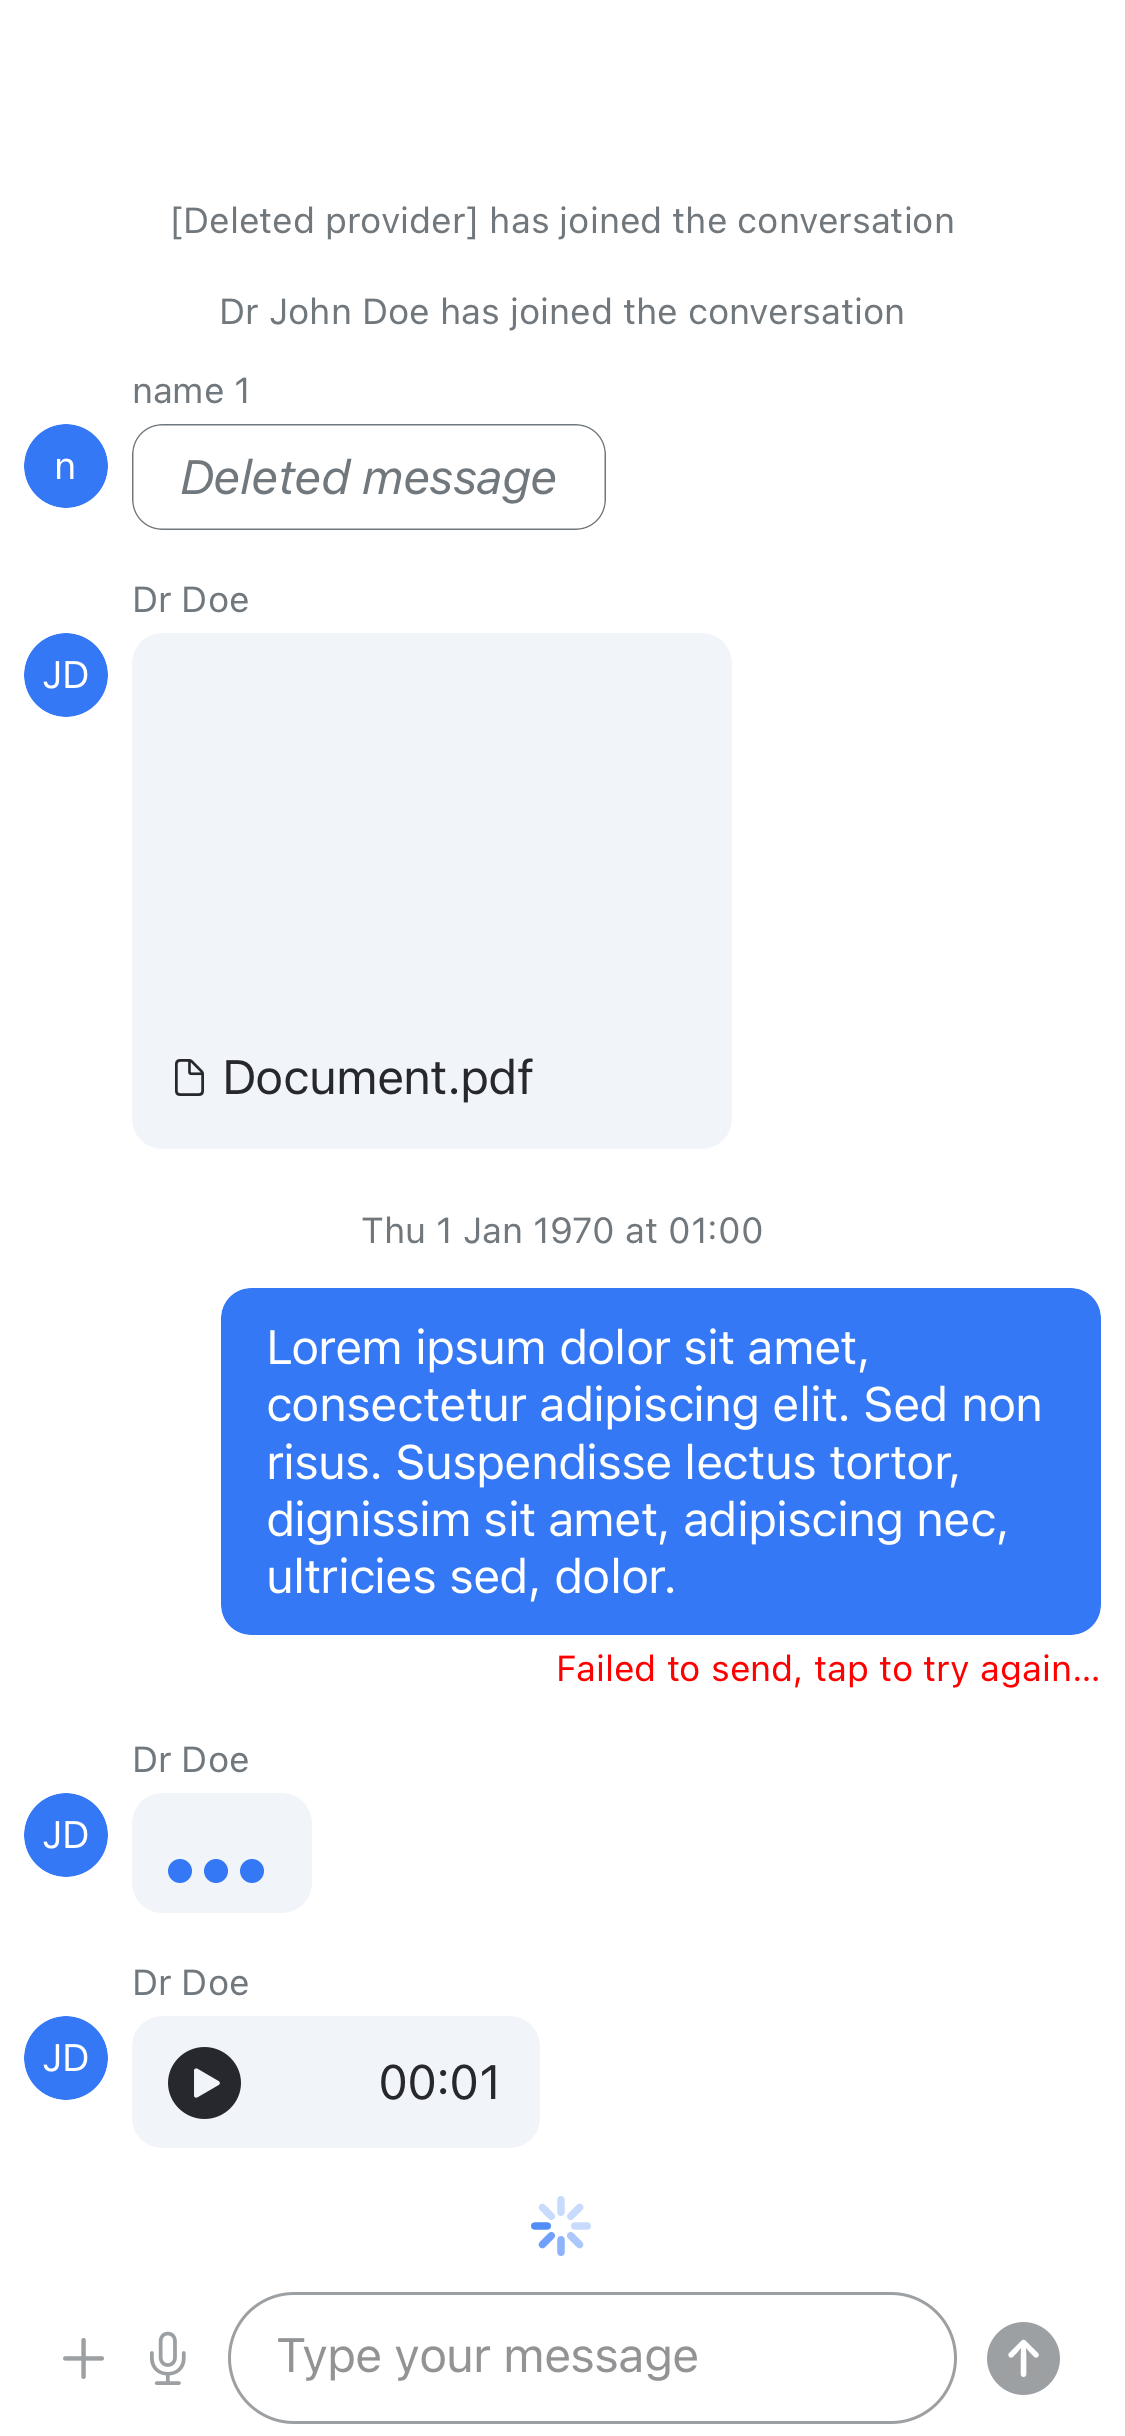 [Deleted provider] has joined the conversation
Dr John Doe has joined the conversation
name 1
n
Deleted message
Dr Doe
JD
Document.pdf
Thu 1 Jan 1970 at 01:00
Lorem ipsum dolor sit amet,
consectetur adipiscing elit. Sed non
risus. Suspendisse lectus tortor,
dignissim sit amet, adipiscing nec,
ultricies sed, dolor.
Failed to send, tap to try again...
Dr Doe
JD
Dr Doe
JD
00:01
Type your message